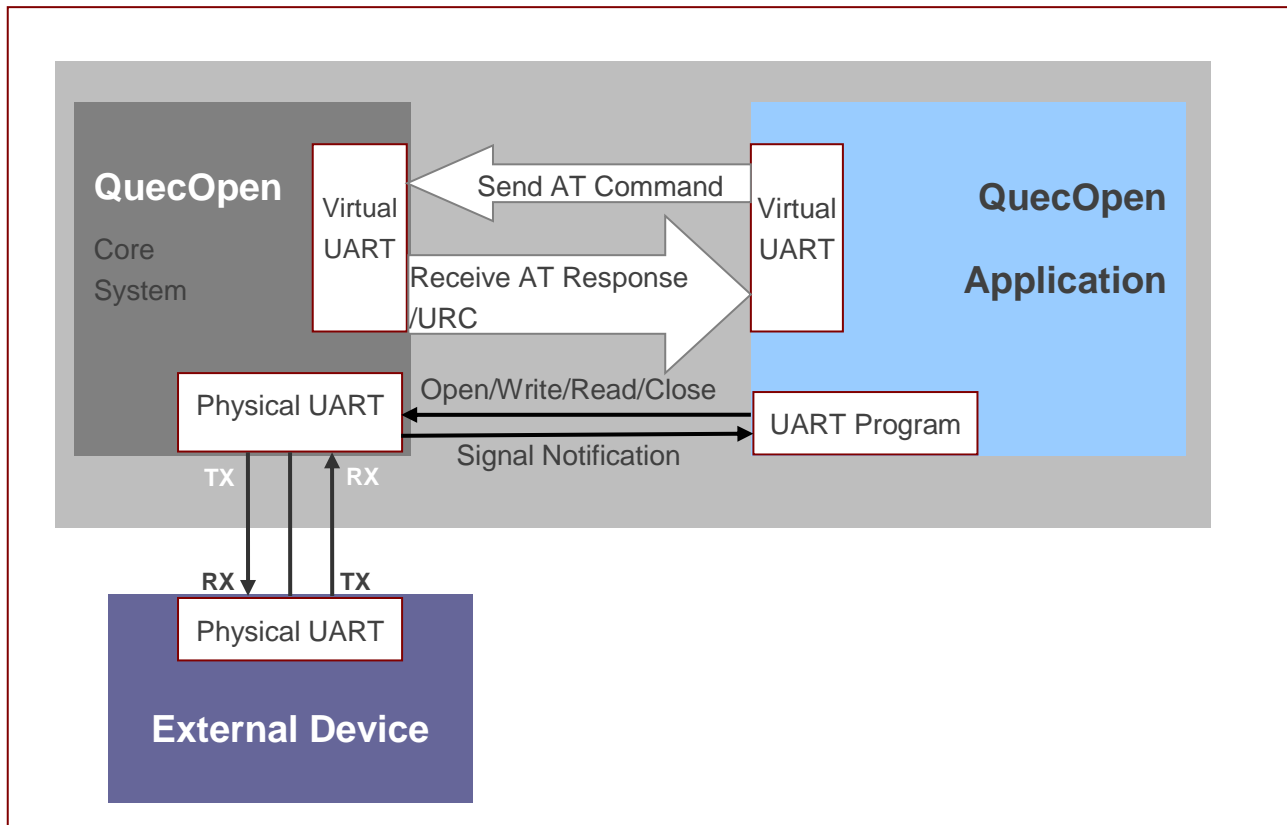 QuecOpen
Core
System
Virtual
UART
Send AT Command
Receive AT Response
/URC
Virtual
UART
QuecOpen
Application
Physical UART
Open/Write/Read/Close
Signal Notification
UART Program
TX
RX
RX
TX
Physical UART
External Device